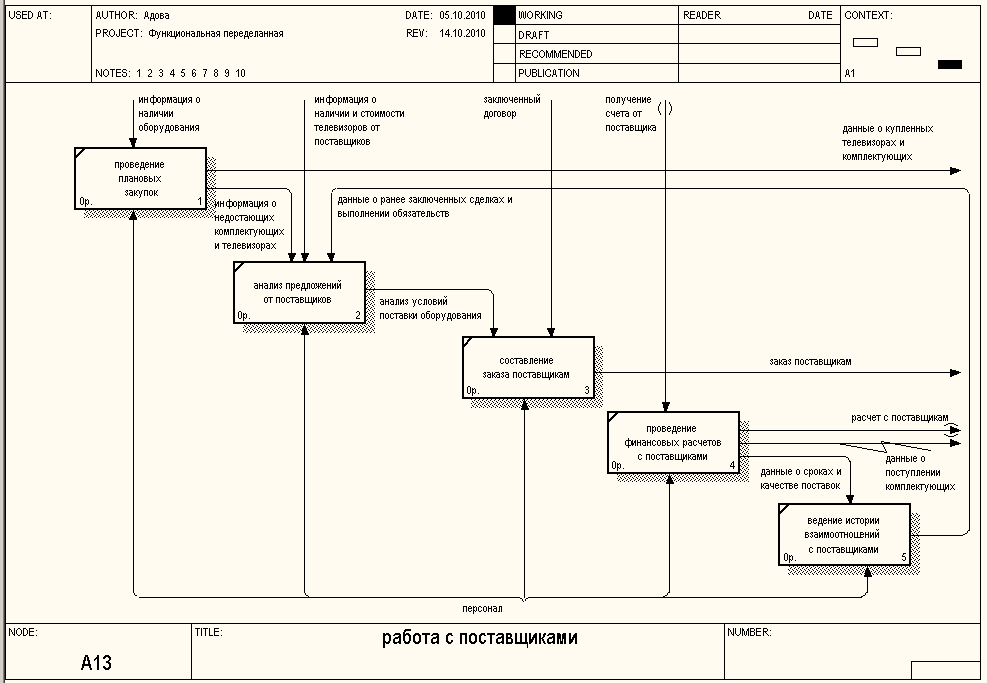 USED AT:
AUTHOR: Адова
DATE: 05.10.2010
PROJECT: Функциональная переделанная
REV: 14.10.2010
NOTES: 1 2 3 4 5 6 7 8 9 10
WORKING
DRAFT
RECOMMENDED
PUBLICATION
READER
DATE
CONTEXT:
A1
информация о
наличии
оборудования
информация о
наличии и стоимости
телевизоров от
поставщиков
заключенный
договор
получение
счета от
поставщика
данные о купленных
телевизорах и
комплектующих
проведение
плановых
закупок
0р.
1
информация о
недостающих
комплектующих
и телевизорах
данные о ранее заключенных сделках и
выполнении обязательств
анализ предложений
от поставщиков
0р.
2
анализ условий
поставки оборудования
составление
заказа поставщикам
0р.
3
заказ поставщикам
проведение
финансовых расчетов
с поставщиками
0р.
4
расчет с поставщикам
данные о
поступлении
комплектующих
данные о сроках и
качестве поставок
ведение истории
взаимоотношений
с поставщиками
0р.
5
персонал
NODE:
A13
TITLE:
работа с поставщиками
NUMBER: